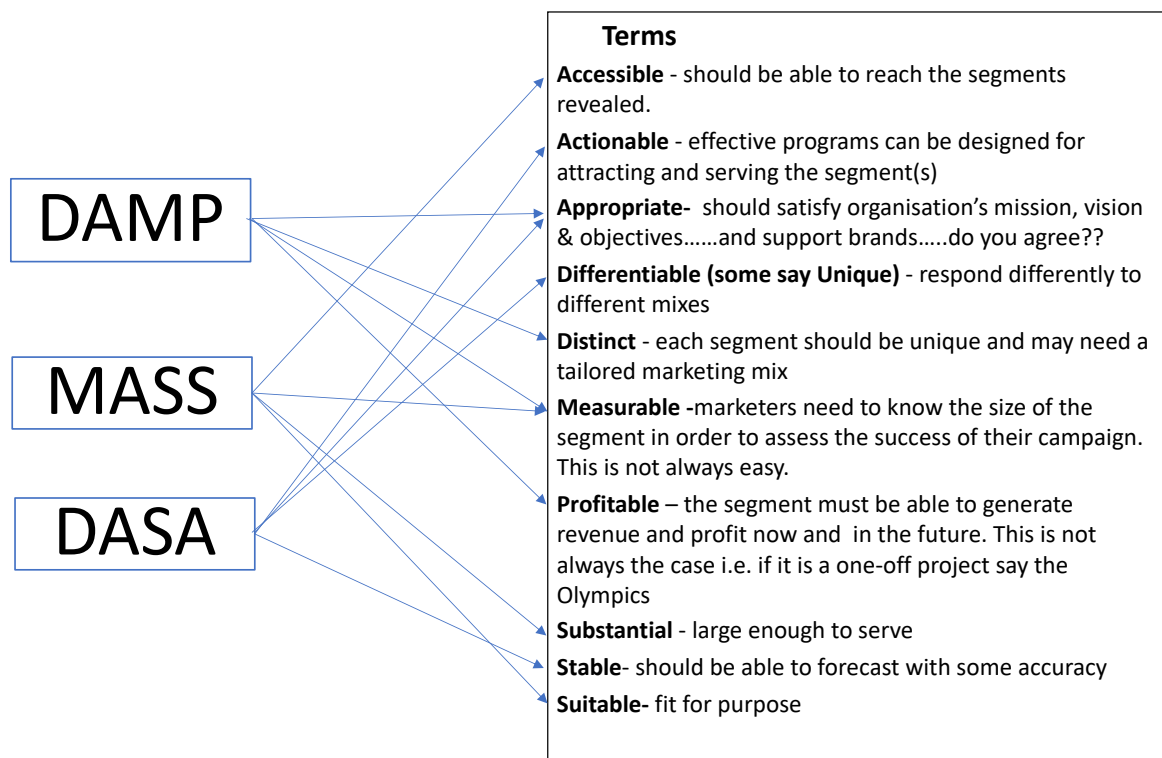 Terms
Accessible - should be able to reach the segments
revealed.
Actionable - effective programs can be designed for
attracting and serving the segment(s)
DAMP
Appropriate-  should satisfy organisation’s mission, vision
& objectives……and support brands…..do you agree??
Differentiable (some say Unique) - respond differently to
different mixes
Distinct - each segment should be unique and may need a
tailored marketing mix
MASS
Measurable -marketers need to know the size of the
segment in order to assess the success of their campaign.
This is not always easy.
Profitable – the segment must be able to generate
revenue and profit now and  in the future. This is not
always the case i.e. if it is a one-off project say the
Olympics
DASA
Substantial - large enough to serve
Stable- should be able to forecast with some accuracy
Suitable- fit for purpose